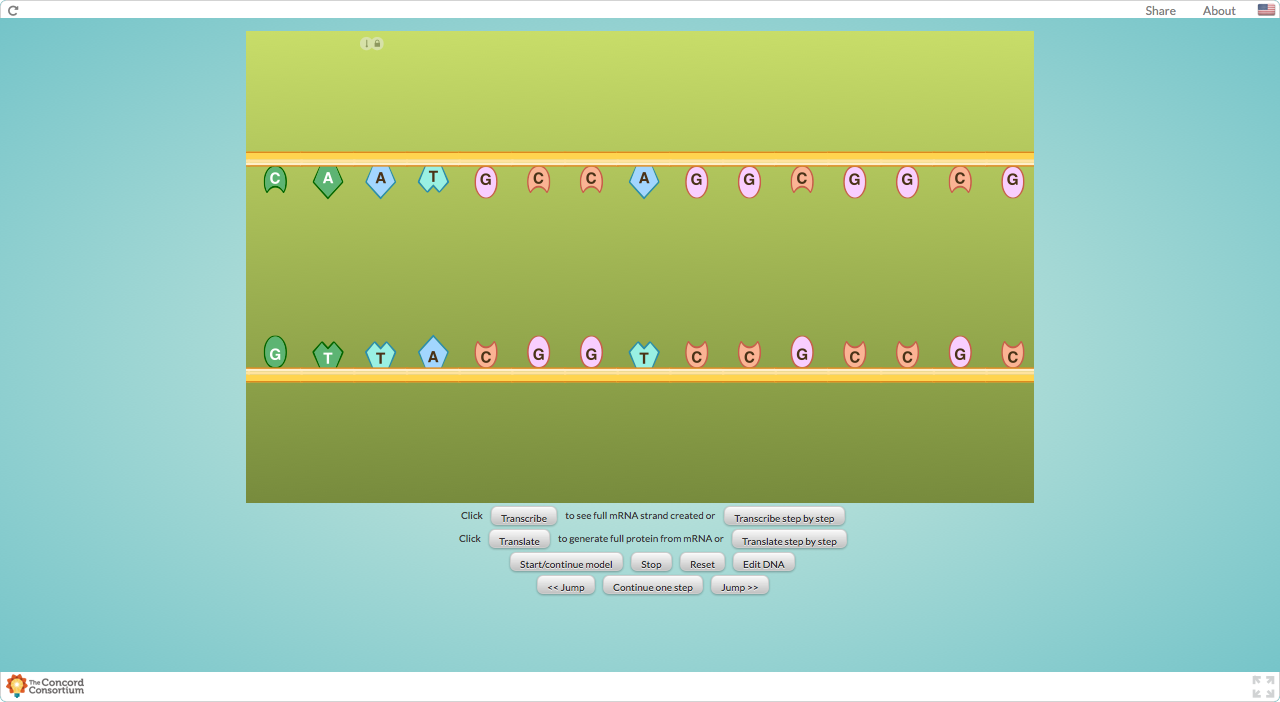 Share About
C A A T G C C A G G C G G C G
G T T A C G G T C C G C C G C
Click Transcribe to see full mRNA strand created or Transcribe step by step
Click Translate to generate full protein from mRNA or Translate step by step
Start/continue model Stop Reset Edit DNA
<< Jump Continue one step Jump >>
The Concord
Consortium